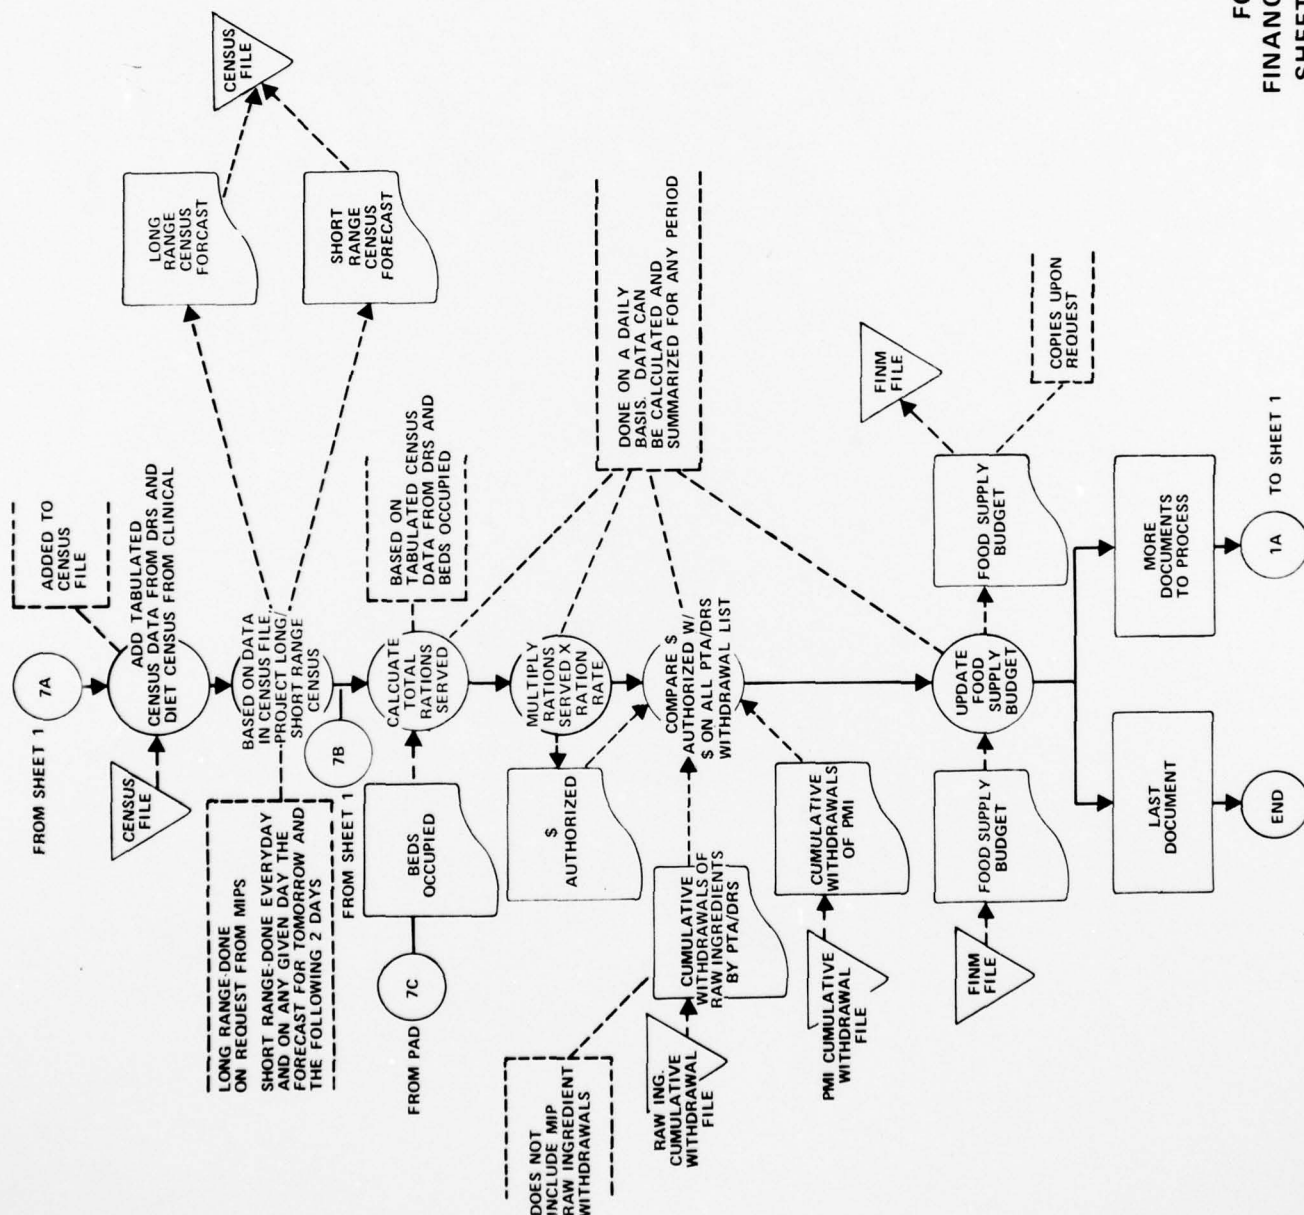 FROM SHEET 1
7A
ADDED TO
CENSUS
FILE
CENSUS
FILE
ADD TABULATED
CENSUS DATA FROM DRS AND
DIET CENSUS FROM CLINICAL
LONG RANGE-DONE
ON REQUEST FROM MIPS
SHORT RANGE-DONE EVERYDAY
AND ON ANY GIVEN DAY THE
FORECAST FOR TOMORROW AND
THE FOLLOWING 2 DAYS
BASED ON DATA
IN CENSUS FILE,
PROJECT LONG/
SHORT RANGE
CENSUS
LONG
RANGE
CENSUS
FORCAST
SHORT
RANGE
CENSUS
FORECAST
CENSUS
FILE
FROM SHEET 1
7B
FROM PAD
7C
BEDS
OCCUPIED
CALCUATE
TOTAL
RATIONS
SERVED
BASED ON
TABULATED CENSUS
DATA FROM DRS AND
BEDS OCCUPIED
$
AUTHORIZED
MULTIPLY
RATIONS
SERVED X
RATION
RATE
DONE ON A DAILY
BASIS. DATA CAN
BE CALCULATED AND
SUMMARIZED FOR ANY PERIOD
DOES NOT
INCLUDE MIP
RAW INGREDIENT
WITHDRAWALS
RAW ING.
CUMULATIVE
WITHDRAWAL
FILE
CUMULATIVE
WITHDRAWALS OF
RAW INGREDIENTS
BY PTA/DRS
COMPARE $
AUTHORIZED W/
$ ON ALL PTA/DRS
WITHDRAWAL LIST
PMI CUMULATIVE
WITHDRAWAL
FILE
CUMULATIVE
WITHDRAWALS
OF PMI
FINM
FILE
FOOD SUPPLY
BUDGET
UPDATE
FOOD
SUPPLY
BUDGET
FOOD SUPPLY
BUDGET
FINM
FILE
COPIES UPON
REQUEST
LAST
DOCUMENT
END
MORE
DOCUMENTS
TO PROCESS
1A
TO SHEET 1